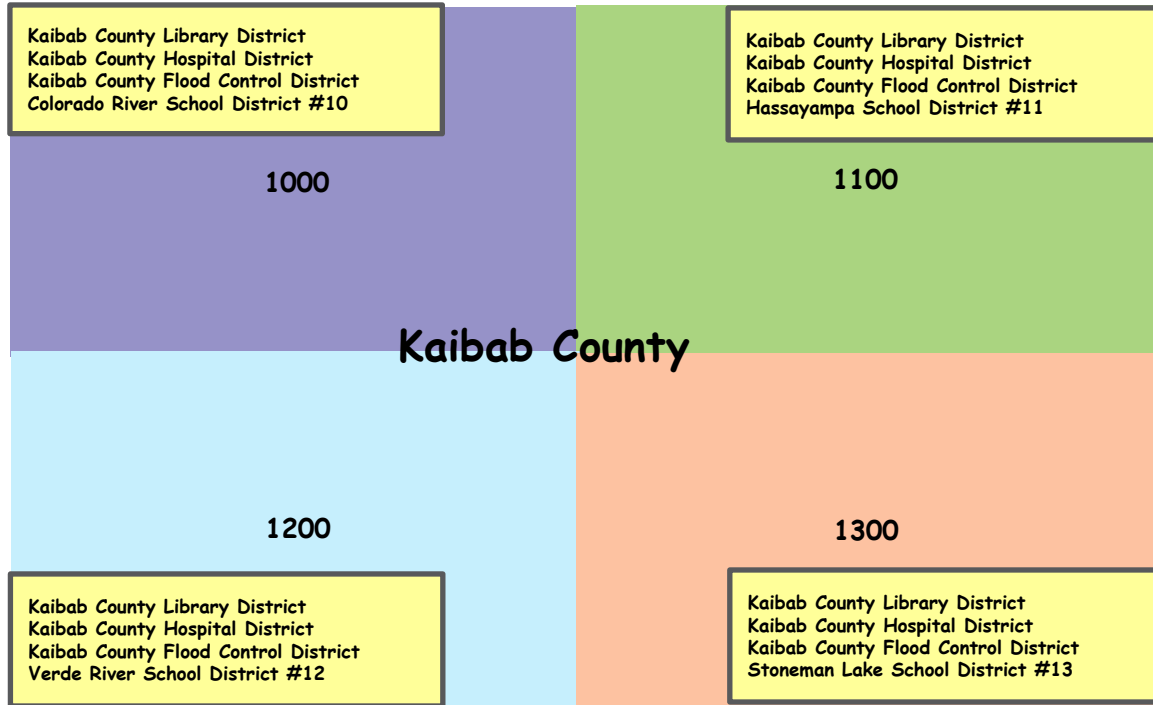 Kaibab County Library District
Kaibab County Hospital District
Kaibab County Flood Control District
Colorado River School District #10
Kaibab County Library District
Kaibab County Hospital District
Kaibab County Flood Control District
Hassayampa School District #11
1000
1100
Kaibab County
1200
1300
Kaibab County Library District
Kaibab County Hospital District
Kaibab County Flood Control District
Verde River School District #12
Kaibab County Library District
Kaibab County Hospital District
Kaibab County Flood Control District
Stoneman Lake School District #13